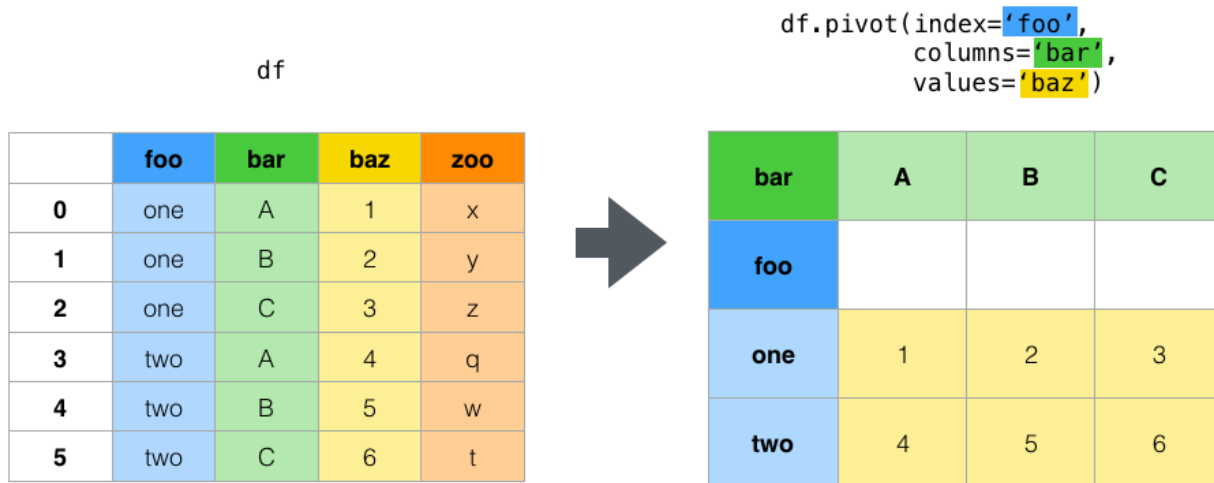 df
foo bar baz zoo
0 one A 1 x
1 one B 2 y
2 one C 3 z
3 two A 4 q
4 two B 5 w
5 two C 6 t
df.pivot(index=‘foo’,
columns=‘bar’,
values=‘baz’)
bar A B C
foo
one 1 2 3
two 4 5 6